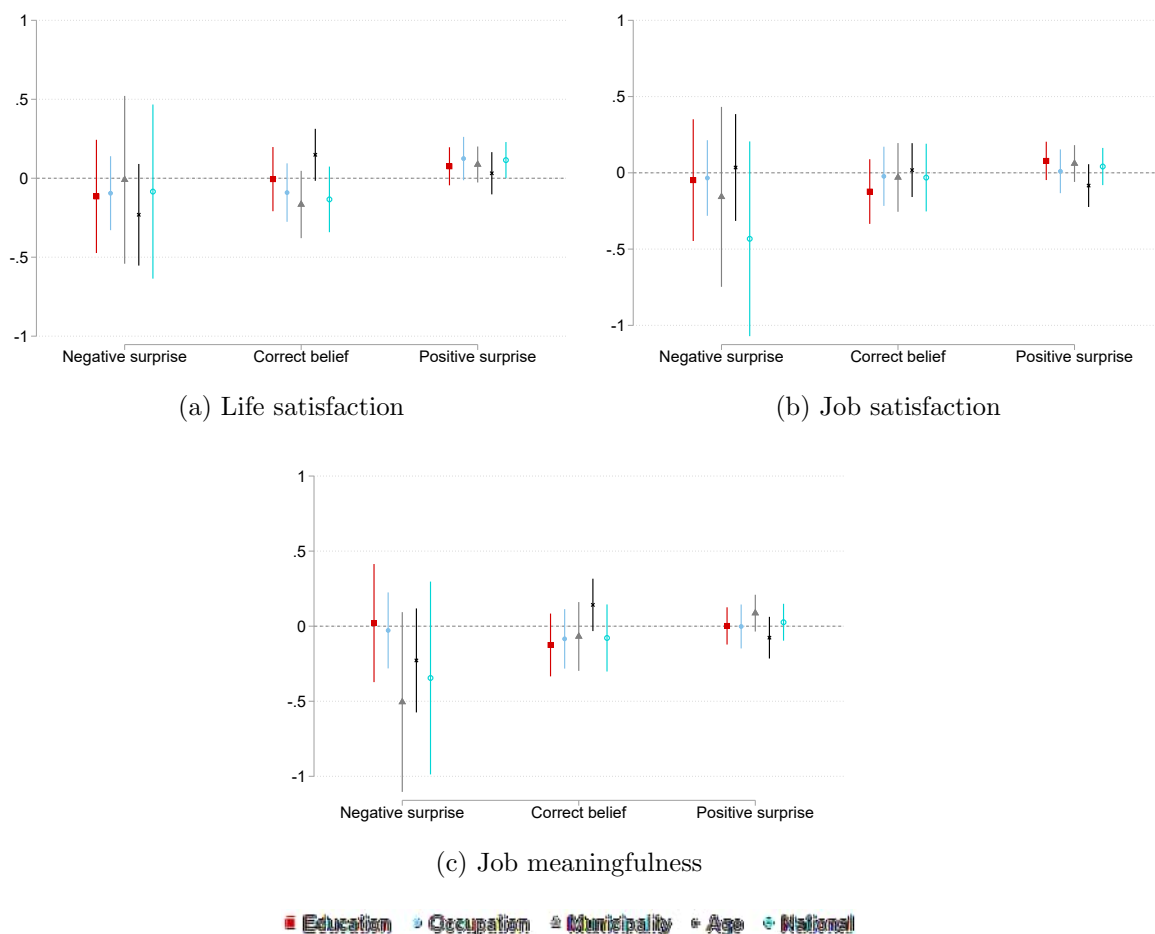 1
.5
0
-.5
-1
Negative surprise Correct belief Positive surprise
(a) Life satisfaction
1
.5
0
-.5
-1
Negative surprise Correct belief Positive surprise
(b) Job satisfaction
1
.5
0
-.5
-1
Negative surprise Correct belief Positive surprise
(c) Job meaningfulness
Education Occupation Municipality Age National